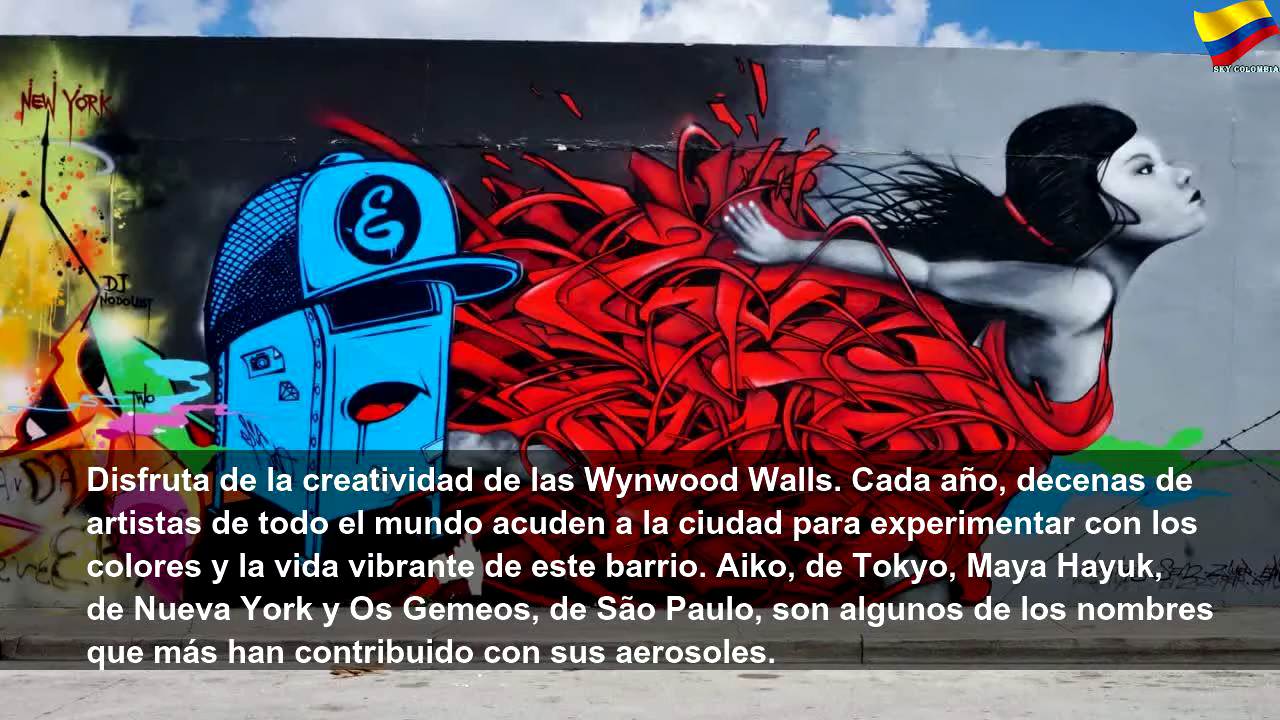 SKY COLOMBIA
NEW YORK
E
DJ
NODOUBT
TWO
Disfruta de la creatividad de las Wynwood Walls. Cada año, decenas de
artistas de todo el mundo acuden a la ciudad para experimentar con los
colores y la vida vibrante de este barrio. Aiko, de Tokyo, Maya Hayuk,
de Nueva York y Os Gemeos, de São Paulo, son algunos de los nombres
que más han contribuido con sus aerosoles.